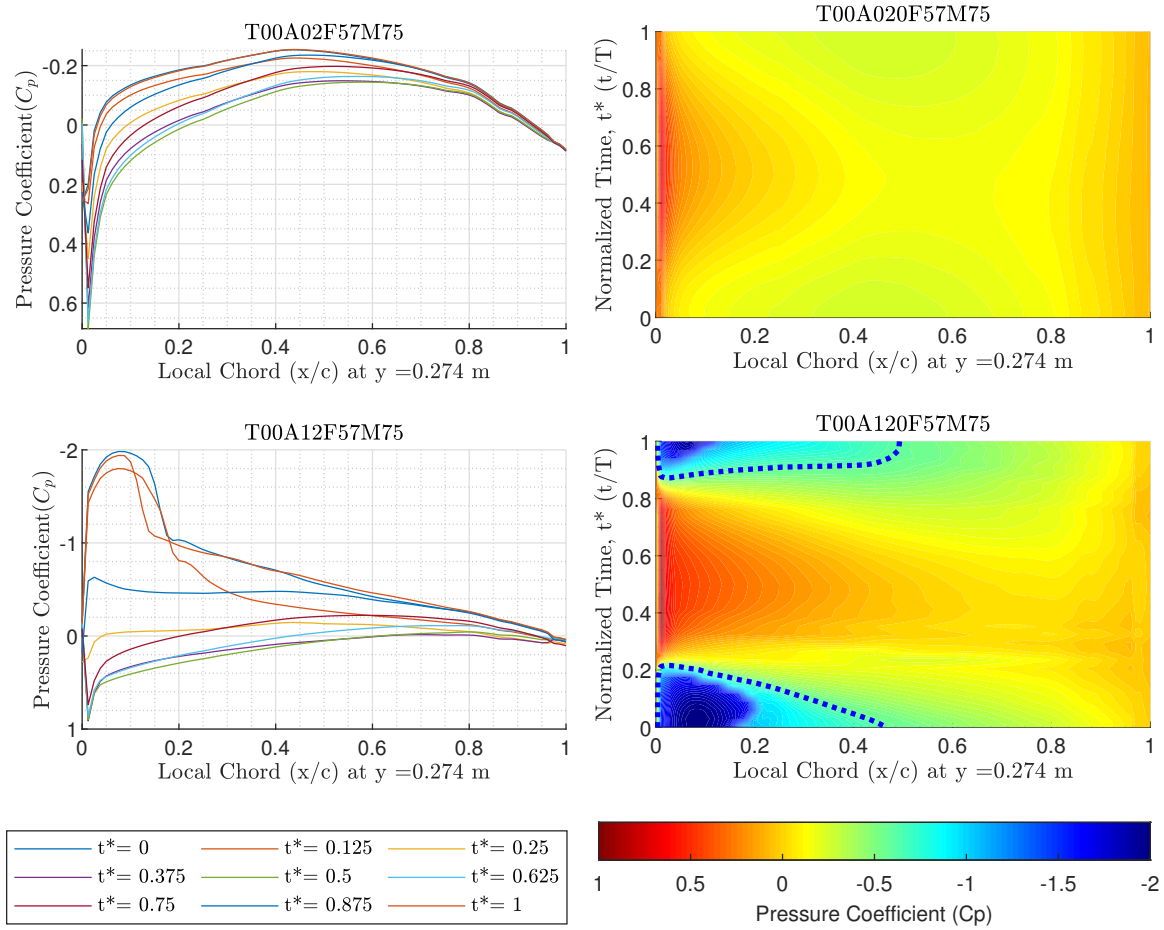 T00A02F57M75
Pressure Coefficient(Cp)
-0.2
0
0.2
0.4
0.6
0 0.2 0.4 0.6 0.8 1
Local Chord (x/c) at y =0.274 m
T00A020F57M75
Normalized Time, t* (t/T)
1
0.8
0.6
0.4
0.2
0
0 0.2 0.4 0.6 0.8 1
Local Chord (x/c) at y =0.274 m
T00A12F57M75
Pressure Coefficient(Cp)
-2
-1
0
1
0 0.2 0.4 0.6 0.8 1
Local Chord (x/c) at y =0.274 m
T00A120F57M75
Normalized Time, t* (t/T)
1
0.8
0.6
0.4
0.2
0
0 0.2 0.4 0.6 0.8 1
Local Chord (x/c) at y =0.274 m
t*= 0 t*= 0.125 t*= 0.25
t*= 0.375 t*= 0.5 t*= 0.625
t*= 0.75 t*= 0.875 t*= 1
1 0.5 0 -0.5 -1 -1.5 -2
Pressure Coefficient (Cp)